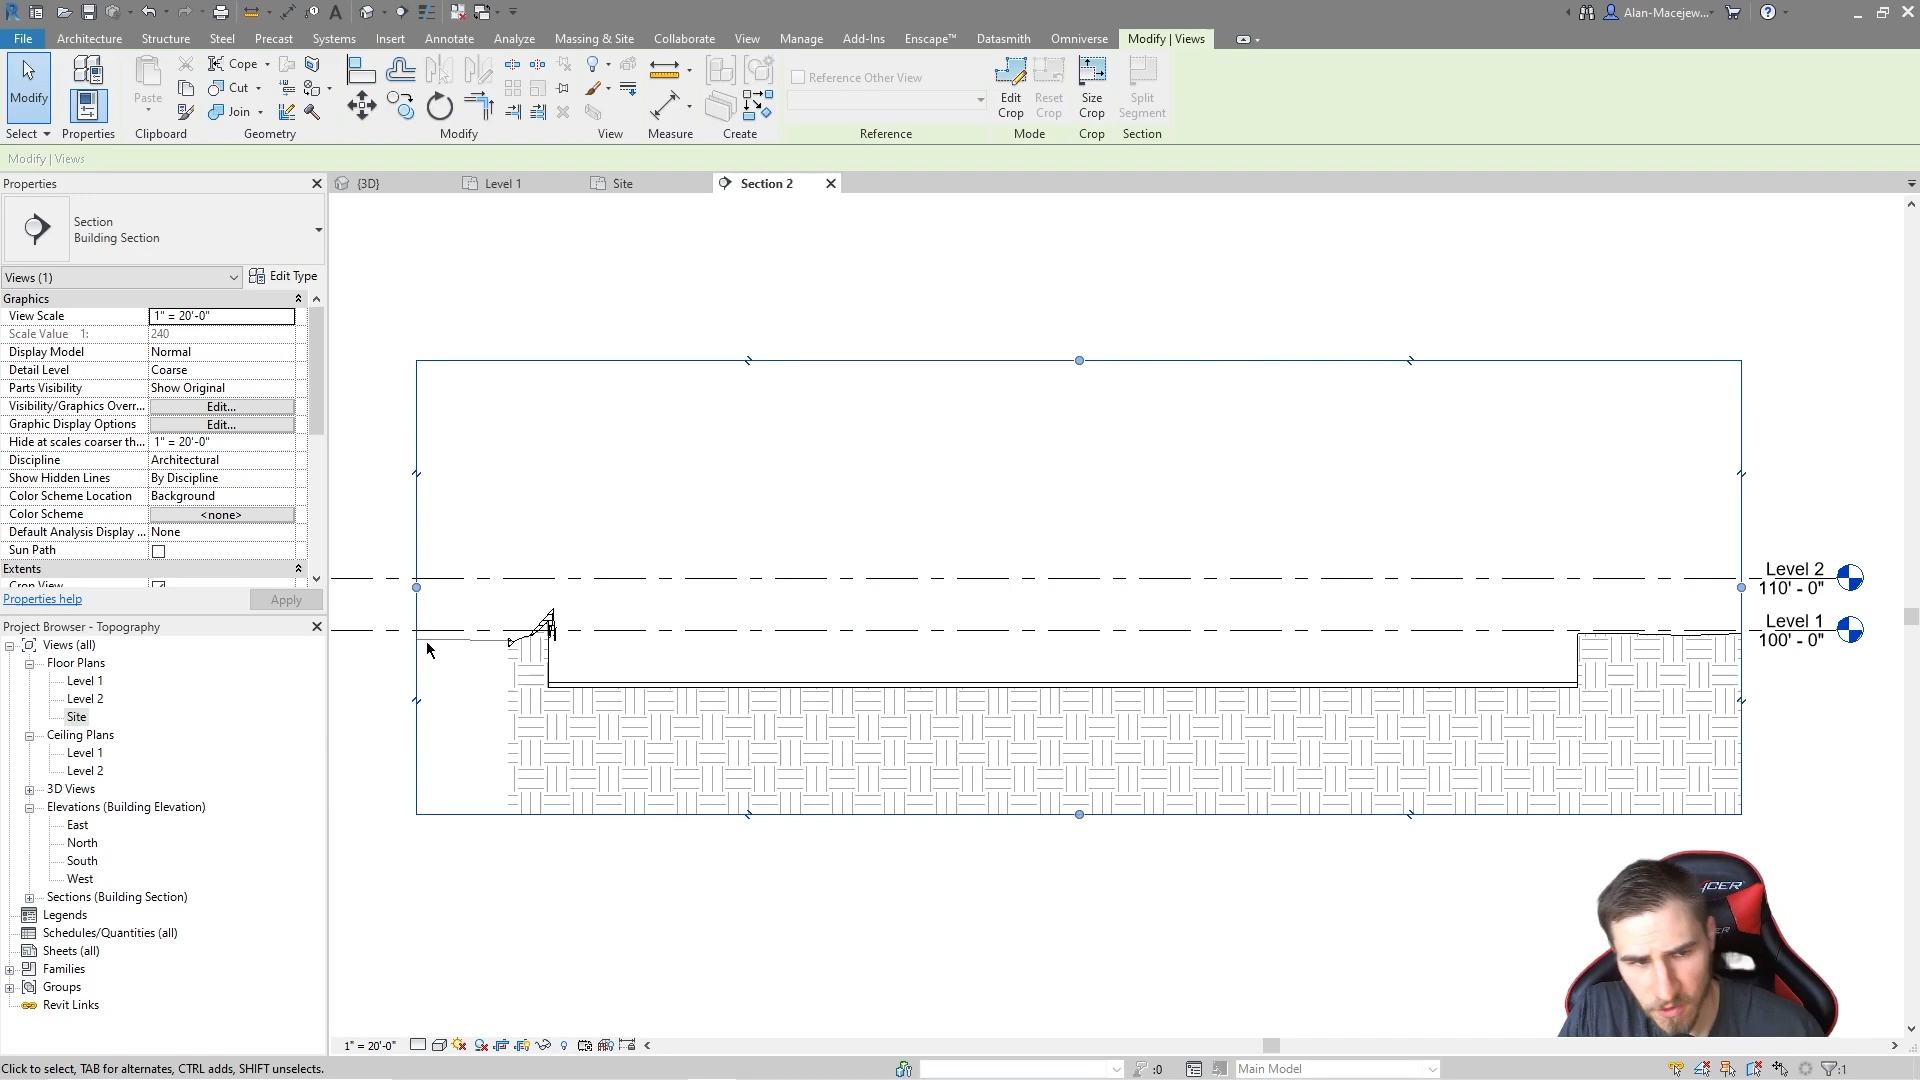 Alan-Macejew...
File Architecture Structure Steel Precast Systems Insert Annotate Analyze Massing & Site Collaborate View Manage Add-Ins Enscape™ Datasmith Omniverse Modify | Views
Modify
Paste
Cope
Cut
Join
Reference Other View
Edit Crop
Reset Crop
Size Crop
Split Segment
Select Properties Clipboard Geometry Modify View Measure Create Reference Mode Crop Section
Modify | Views
Properties
{3D} Level 1 Site Section 2
Section
Building Section
Views (1) Edit Type
Graphics
View Scale 1" = 20'-0"
Scale Value 1: 240
Display Model Normal
Detail Level Coarse
Parts Visibility Show Original
Visibility/Graphics Overr... Edit...
Graphic Display Options Edit...
Hide at scales coarser th... 1" = 20'-0"
Discipline Architectural
Show Hidden Lines By Discipline
Color Scheme Location Background
Color Scheme <none>
Default Analysis Display ... None
Sun Path
Extents
Crop View
Properties help Apply
Project Browser - Topography
Views (all)
Floor Plans
Level 1
Level 2
Site
Ceiling Plans
Level 1
Level 2
3D Views
Elevations (Building Elevation)
East
North
South
West
Sections (Building Section)
Legends
Schedules/Quantities (all)
Sheets (all)
Families
Groups
Revit Links
Level 2
110' - 0"
Level 1
100' - 0"
1" = 20'-0"
Click to select, TAB for alternates, CTRL adds, SHIFT unselects.
:0
Main Model
:1